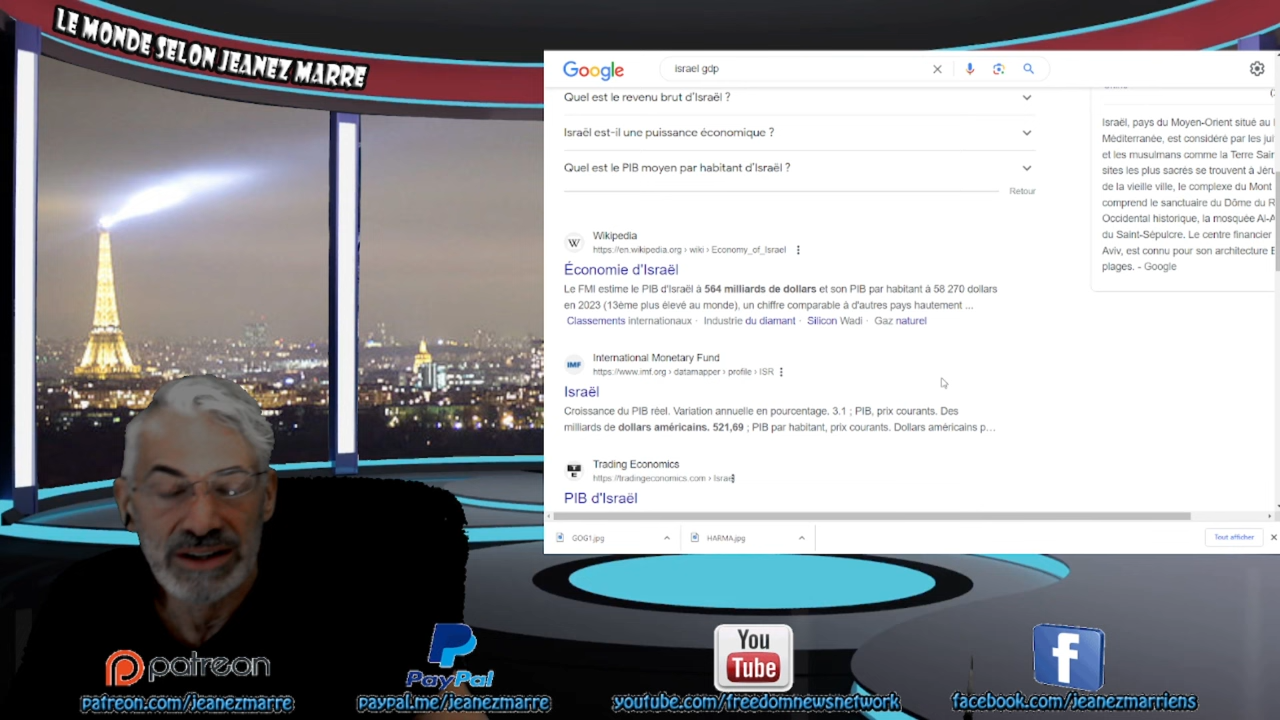 LE MONDE SELON JEANEZ MARRE
Google
israel gdp
Quel est le revenu brut d'Israël ?
Israël est-il une puissance économique ?
Quel est le PIB moyen par habitant d'Israël ?
Retour
W
Wikipedia
https://en.wikipedia.org › wiki › Economy_of_Israel
Économie d'Israël
Le FMI estime le PIB d'Israël à 564 milliards de dollars et son PIB par habitant à 58 270 dollars
en 2023 (13ème plus élevé au monde), un chiffre comparable à d'autres pays hautement ...
Classements internationaux · Industrie du diamant · Silicon Wadi · Gaz naturel
IMF
International Monetary Fund
https://www.imf.org › datamapper › profile › ISR
Israël
Croissance du PIB réel. Variation annuelle en pourcentage. 3.1 ; PIB, prix courants. Des
milliards de dollars américains. 521,69 ; PIB par habitant, prix courants. Dollars américains p...
TE
Trading Economics
https://tradingeconomics.com › Israe
PIB d'Israël
Israël, pays du Moyen-Orient situé au
Méditerranée, est considéré par les jui
et les musulmans comme la Terre Sain
sites les plus sacrés se trouvent à Jéru
de la vieille ville, le complexe du Mont
comprend le sanctuaire du Dôme du R
Occidental historique, la mosquée Al-A
du Saint-Sépulcre. Le centre financier
Aviv, est connu pour son architecture B
plages. - Google
GOG1.jpg
HARMA.jpg
Tout afficher
patreon
PayPal
You
Tube
f
patreon.com/jeanezmarre
paypal.me/jeanezmarre
youtube.com/freedomnewsnetwork
facebook.com/jeanezmarriens